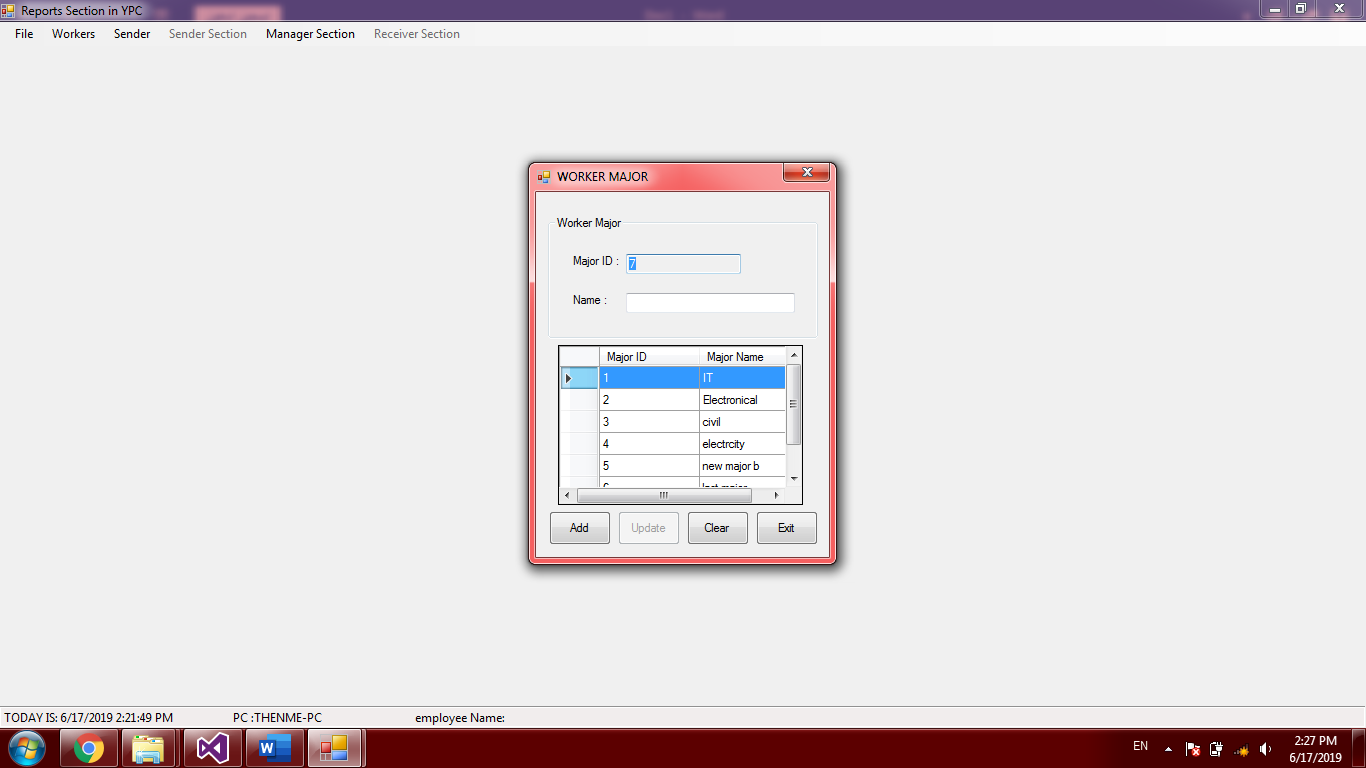 Reports Section in YPC
File Workers Sender Sender Section Manager Section Receiver Section
WORKER MAJOR
Worker Major
Major ID : 7
Name :
Major ID Major Name
1 IT
2 Electronical
3 civil
4 electrcity
5 new major b
Add Update Clear Exit
TODAY IS: 6/17/2019 2:21:49 PM PC :THENME-PC employee Name:
EN 2:27 PM
6/17/2019